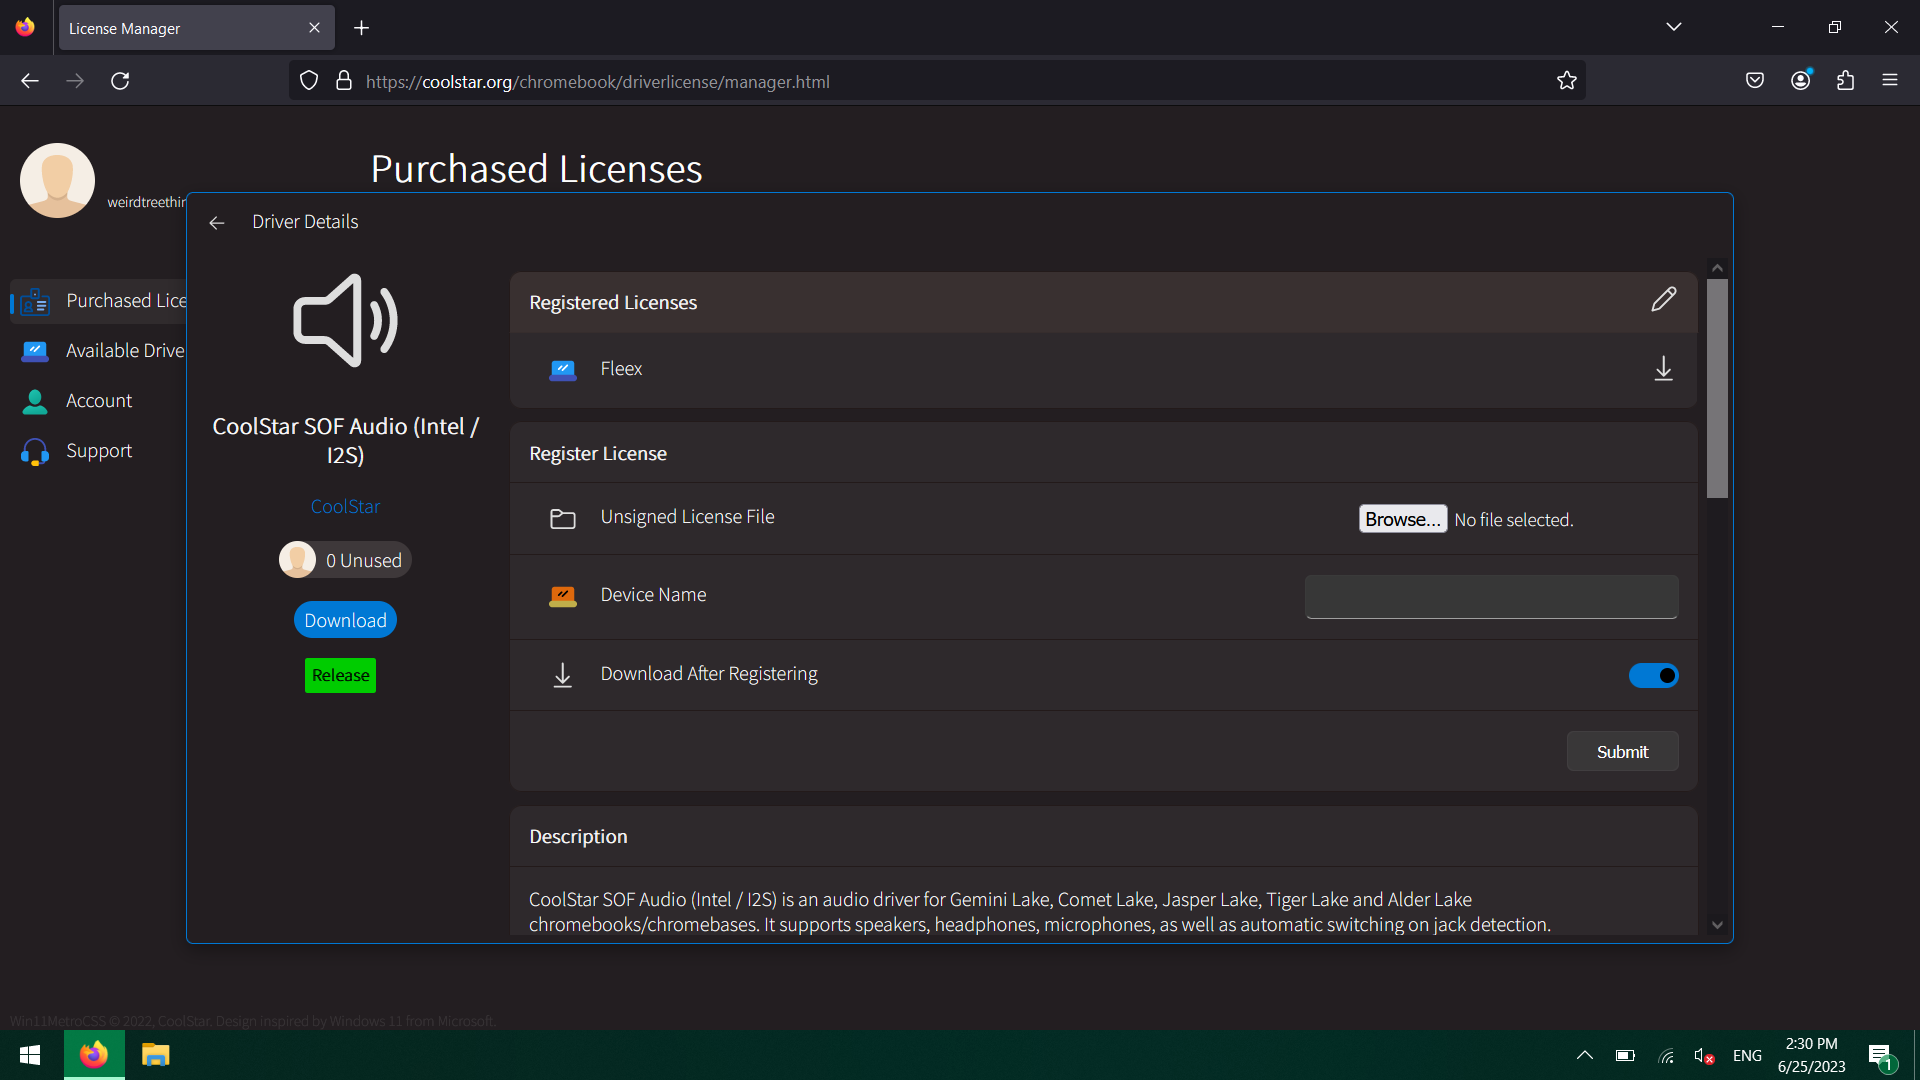 License Manager
https://coolstar.org/chromebook/driverlicense/manager.html
Purchased Licenses
weirdtreethin
Driver Details
Purchased Lice
Available Drive
Account
Support
CoolStar SOF Audio (Intel /
I2S)
CoolStar
0 Unused
Download
Release
Registered Licenses
Fleex
Register License
Unsigned License File
Browse...
No file selected.
Device Name
Download After Registering
Submit
Description
CoolStar SOF Audio (Intel / I2S) is an audio driver for Gemini Lake, Comet Lake, Jasper Lake, Tiger Lake and Alder Lake
chromebooks/chromebases. It supports speakers, headphones, microphones, as well as automatic switching on jack detection.
Win11MetroCSS © 2022, CoolStar. Design inspired by Windows 11 from Microsoft.
ENG
2:30 PM
6/25/2023
1